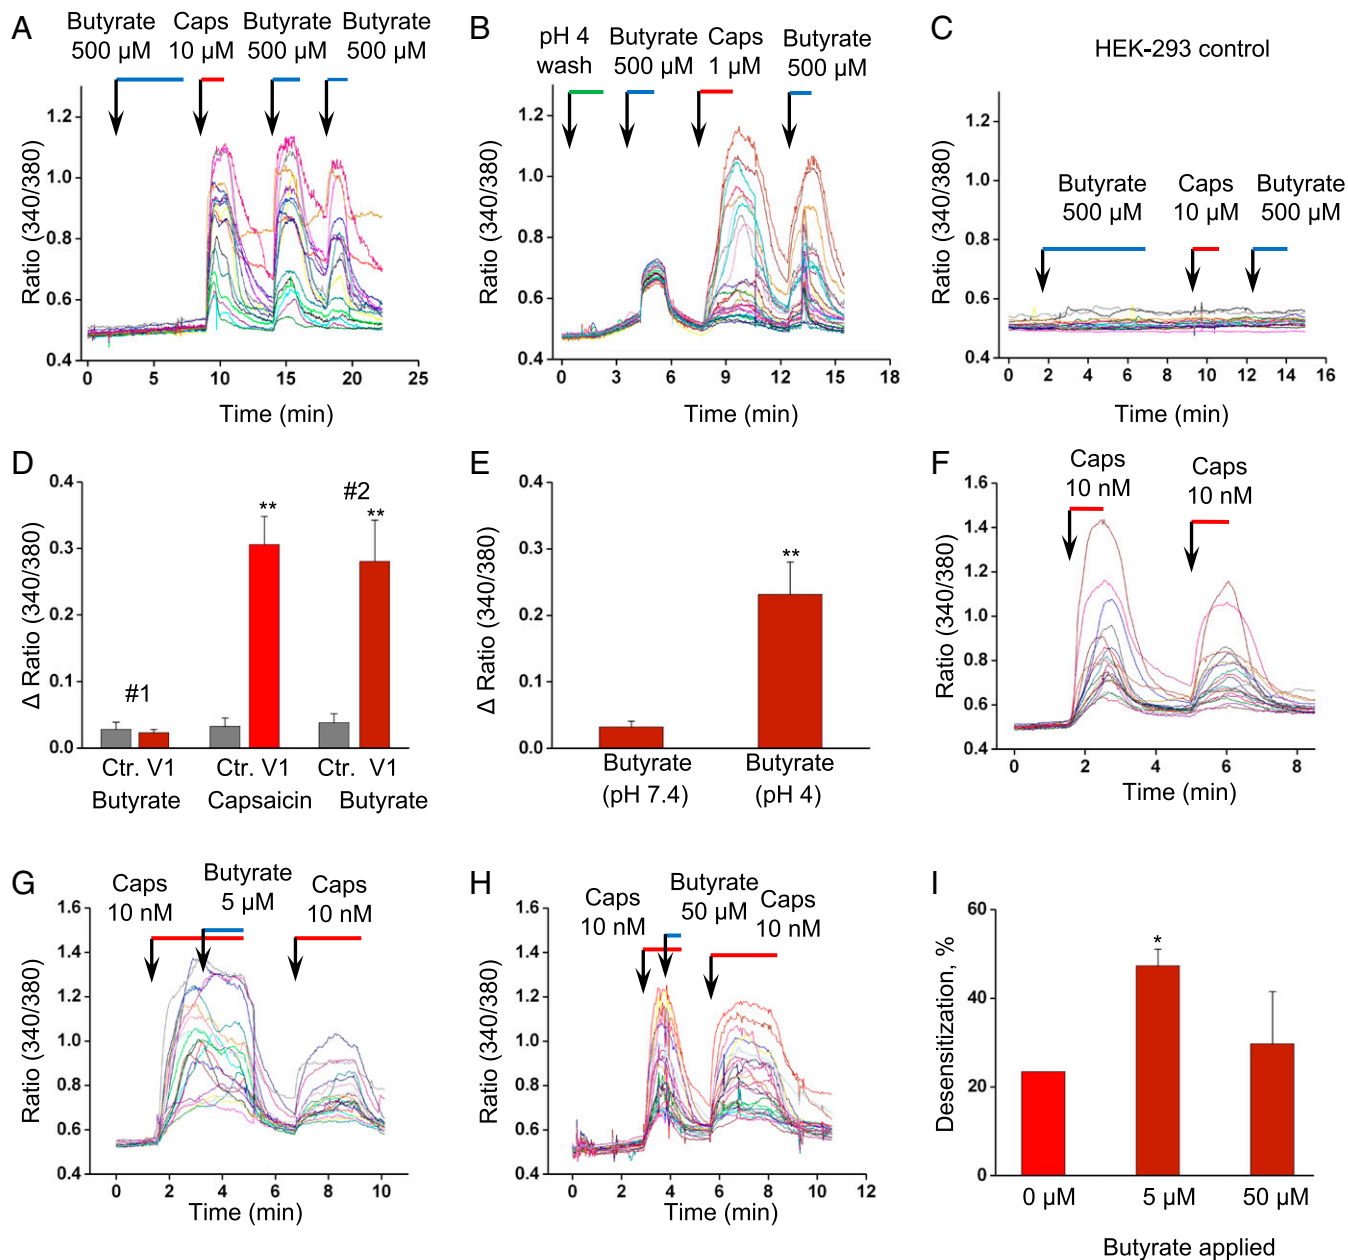 A
Butyrate 500 µM
Caps 10 µM
Butyrate 500 µM
Butyrate 500 µM
Ratio (340/380)
1.2
1.0
0.8
0.6
0.4
0 5 10 15 20 25
Time (min)
B
pH 4 wash
Butyrate 500 µM
Caps 1 µM
Butyrate 500 µM
Ratio (340/380)
1.2
1.0
0.8
0.6
0.4
0 3 6 9 12 15 18
Time (min)
C
HEK-293 control
Butyrate 500 µM
Caps 10 µM
Butyrate 500 µM
Ratio (340/380)
1.2
1.0
0.8
0.6
0.4
0 2 4 6 8 10 12 14 16
Time (min)
D
Δ Ratio (340/380)
0.4
0.3
0.2
0.1
0.0
#1
**
#2
**
Ctr. V1 Ctr. V1 Ctr. V1
Butyrate Capsaicin Butyrate
E
Δ Ratio (340/380)
0.4
0.3
0.2
0.1
0.0
**
Butyrate (pH 7.4)
Butyrate (pH 4)
F
Caps 10 nM
Caps 10 nM
Ratio (340/380)
1.6
1.4
1.2
1.0
0.8
0.6
0.4
0 2 4 6 8
Time (min)
G
Caps 10 nM
Butyrate 5 µM
Caps 10 nM
Ratio (340/380)
1.6
1.4
1.2
1.0
0.8
0.6
0.4
0 2 4 6 8 10
Time (min)
H
Caps 10 nM
Butyrate 50 µM
Caps 10 nM
Ratio (340/380)
1.6
1.4
1.2
1.0
0.8
0.6
0.4
0 2 4 6 8 10 12
Time (min)
I
Desensitization, %
60
40
20
0
*
0 µM 5 µM 50 µM
Butyrate applied